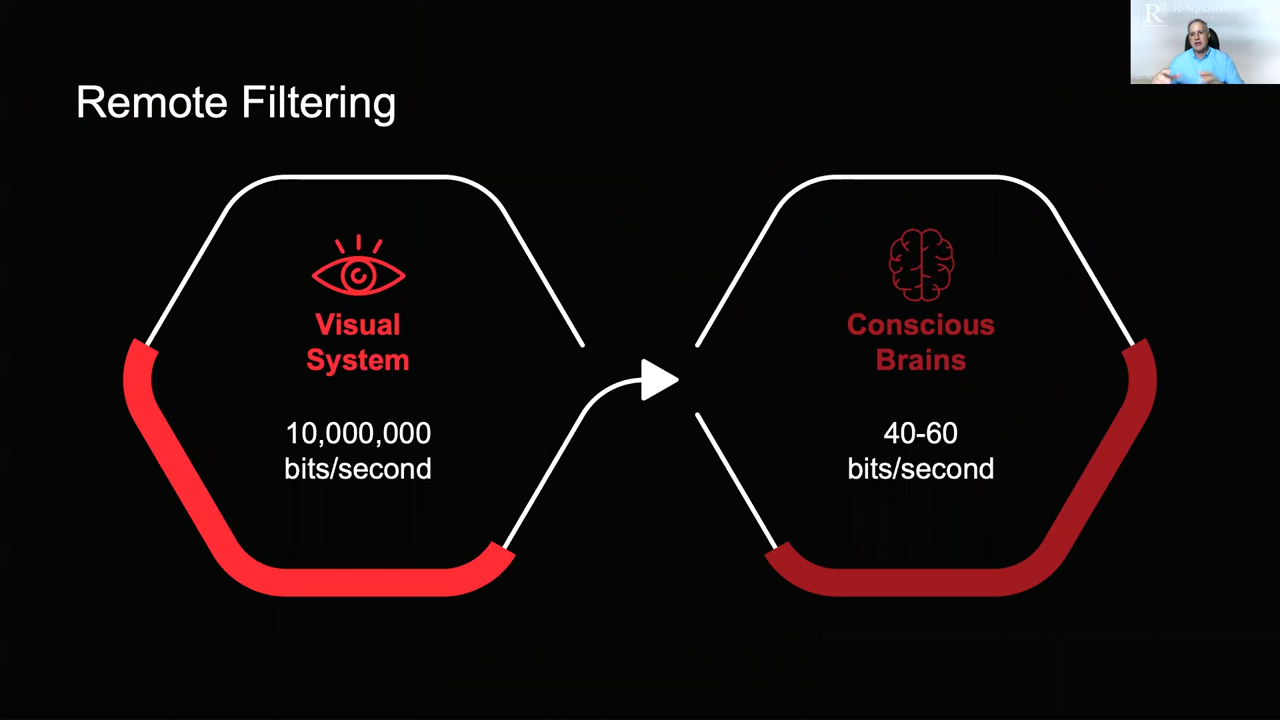 Remote Filtering
Visual
System
10,000,000
bits/second
Conscious
Brains
40-60
bits/second